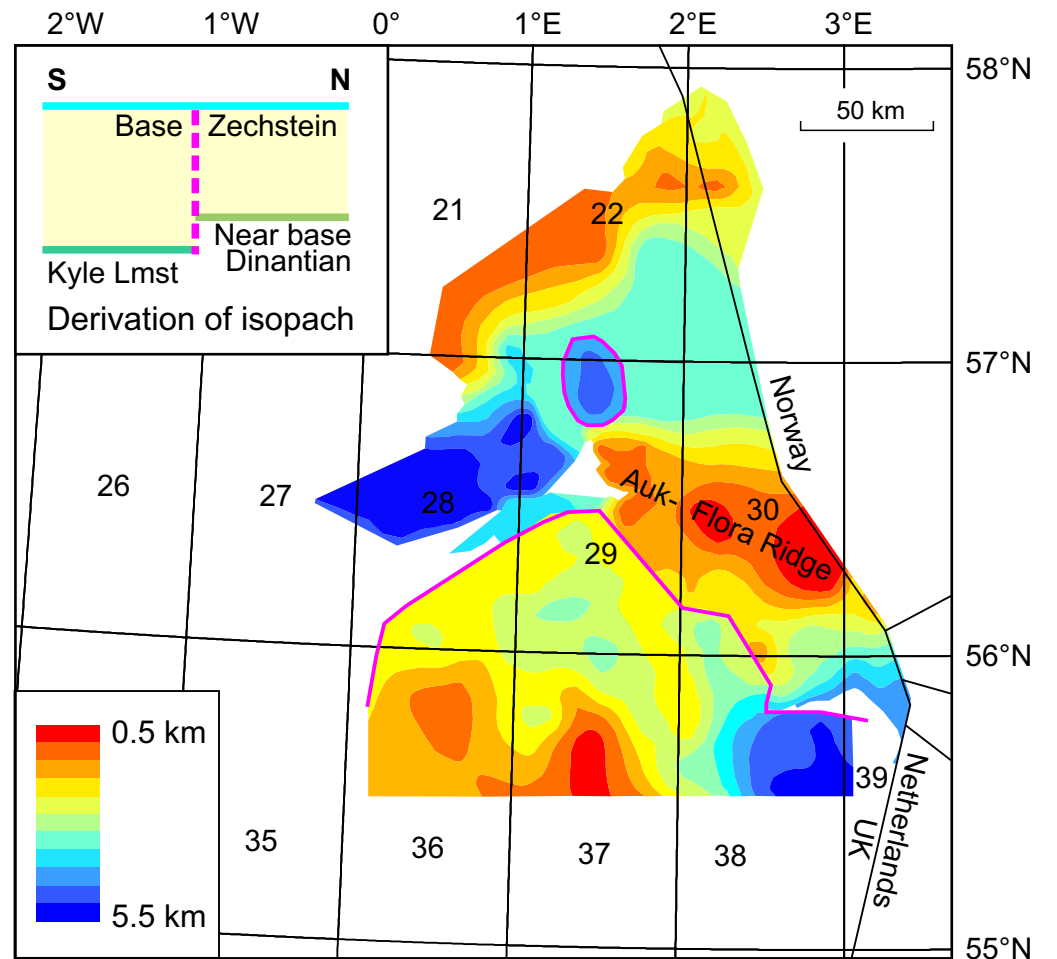 2°W 1°W 0° 1°E 2°E 3°E
S N
58°N
50 km
Base Zechstein
21 22
Near base
Kyle Lmst Dinantian
Derivation of isopach
57°N
Norway
26 27 28 30
Auk- Flora Ridge
29
56°N
0.5 km
39
35 36 37 38
UK Netherlands
5.5 km
55°N